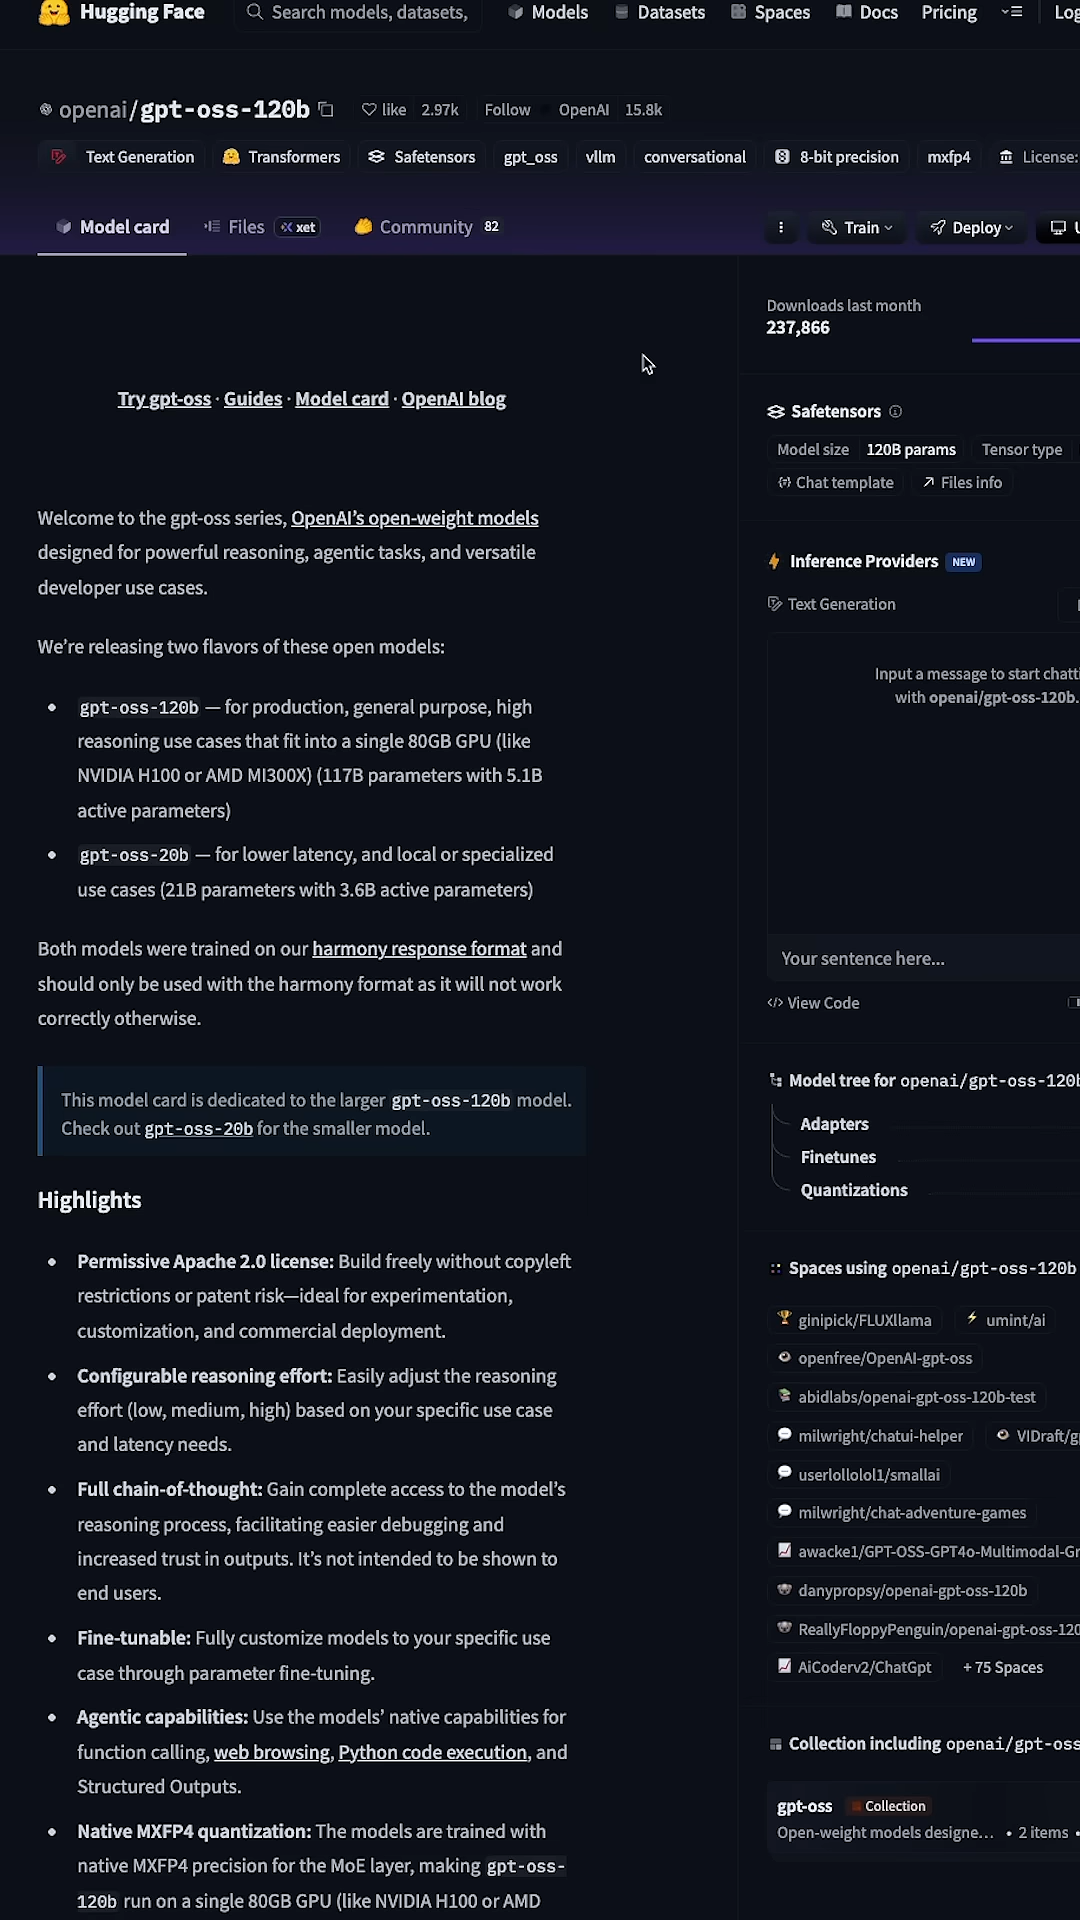 Hugging Face
Search models, datasets,
Models
Datasets
Spaces
Docs
Pricing
openai/gpt-oss-120b
like 2.97k
Follow OpenAI 15.8k
Text Generation
Transformers
Safetensors
gpt_oss
vllm
conversational
8-bit precision
mxfp4
License:
Model card
Files
xet
Community 82
Train
Deploy
Try gpt-oss · Guides · Model card · OpenAI blog
Welcome to the gpt-oss series, OpenAI’s open-weight models
designed for powerful reasoning, agentic tasks, and versatile
developer use cases.
We’re releasing two flavors of these open models:
gpt-oss-120b — for production, general purpose, high
reasoning use cases that fit into a single 80GB GPU (like
NVIDIA H100 or AMD MI300X) (117B parameters with 5.1B
active parameters)
gpt-oss-20b — for lower latency, and local or specialized
use cases (21B parameters with 3.6B active parameters)
Both models were trained on our harmony response format and
should only be used with the harmony format as it will not work
correctly otherwise.
This model card is dedicated to the larger gpt-oss-120b model.
Check out gpt-oss-20b for the smaller model.
Highlights
Permissive Apache 2.0 license: Build freely without copyleft
restrictions or patent risk—ideal for experimentation,
customization, and commercial deployment.
Configurable reasoning effort: Easily adjust the reasoning
effort (low, medium, high) based on your specific use case
and latency needs.
Full chain-of-thought: Gain complete access to the model’s
reasoning process, facilitating easier debugging and
increased trust in outputs. It’s not intended to be shown to
end users.
Fine-tunable: Fully customize models to your specific use
case through parameter fine-tuning.
Agentic capabilities: Use the models’ native capabilities for
function calling, web browsing, Python code execution, and
Structured Outputs.
Native MXFP4 quantization: The models are trained with
native MXFP4 precision for the MoE layer, making gpt-oss-
120b run on a single 80GB GPU (like NVIDIA H100 or AMD
Downloads last month
237,866
Safetensors
Model size 120B params
Tensor type
Chat template
Files info
Inference Providers NEW
Text Generation
Input a message to start
with openai/gpt-oss-120b.
Your sentence here...
View Code
Model tree for openai/gpt-oss-120b
Adapters
Finetunes
Quantizations
Spaces using openai/gpt-oss-120b
ginipick/FLUXllama
umint/ai
openfree/OpenAI-gpt-oss
abidlabs/openai-gpt-oss-120b-test
milwright/chatui-helper
userlollolol1/smallai
milwright/chat-adventure-games
awacke1/GPT-OSS-GPT4o-Multimodal-Gr
danypropsy/openai-gpt-oss-120b
ReallyFloppyPenguin/openai-gpt-oss-120
AiCoderv2/ChatGpt
+ 75 Spaces
Collection including openai/gpt-oss
gpt-oss Collection
Open-weight models designe... • 2 items •